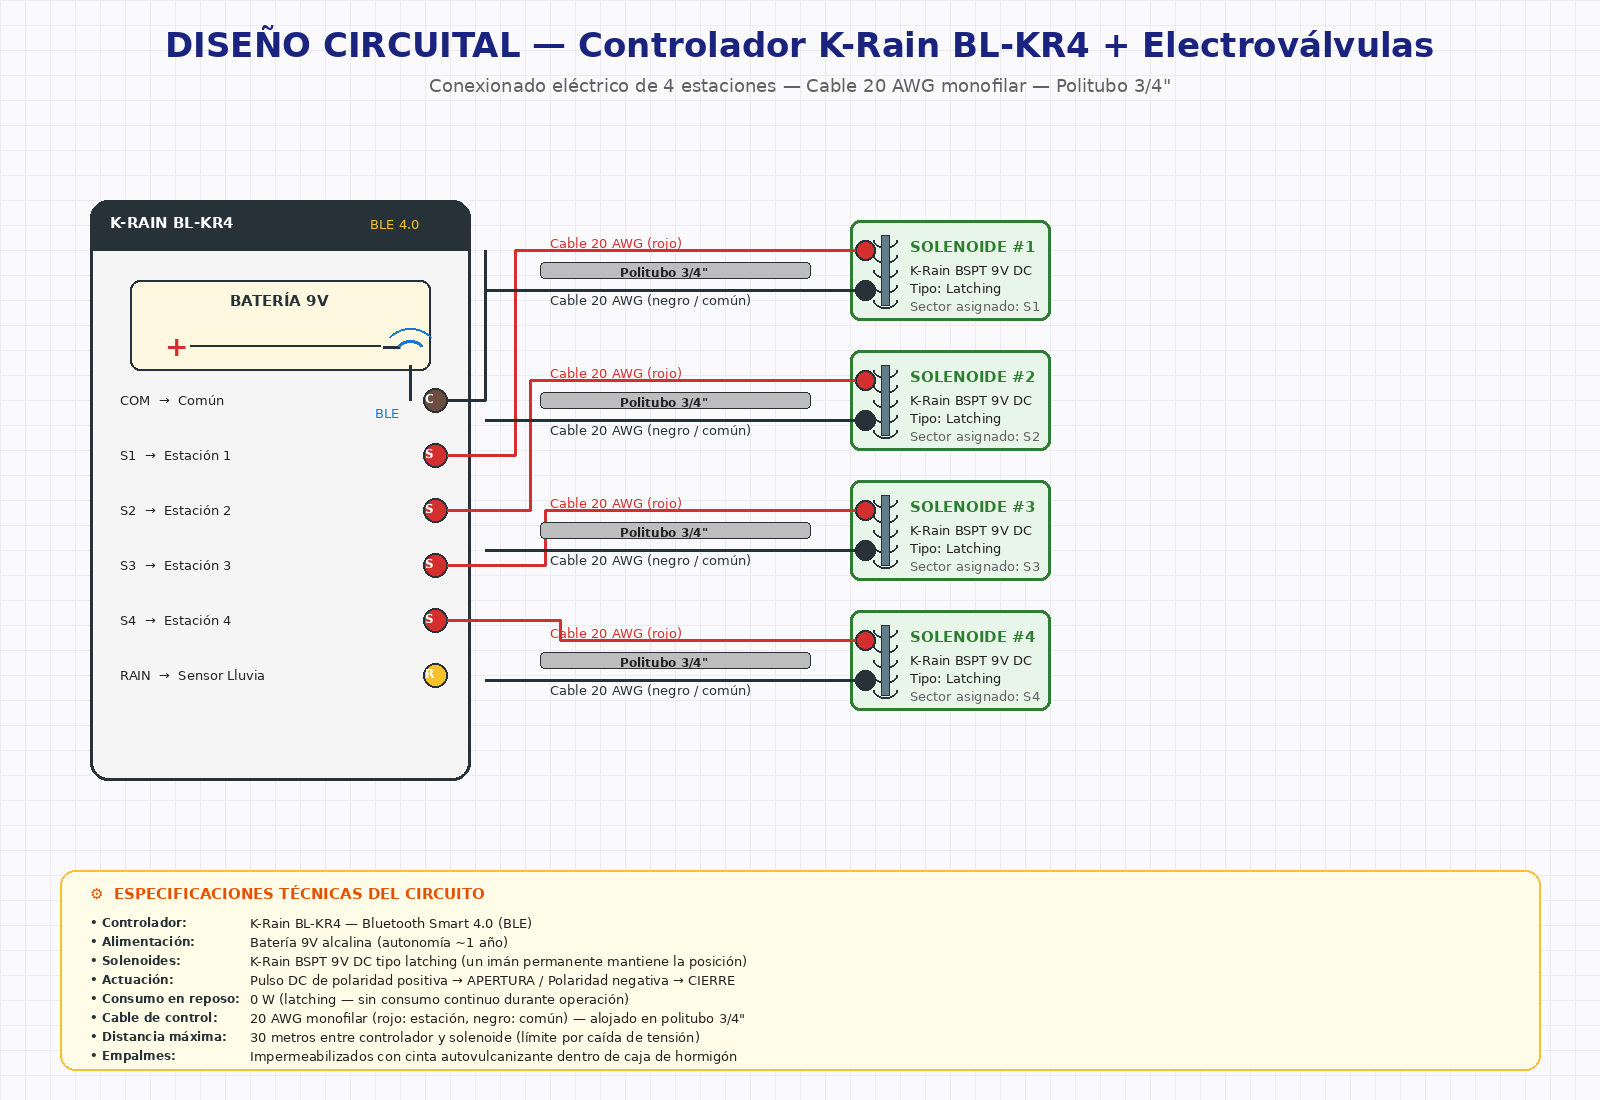 DISEÑO CIRCUITAL — Controlador K-Rain BL-KR4 + Electroválvulas
Conexionado eléctrico de 4 estaciones — Cable 20 AWG monofilar — Politubo 3/4"
K-RAIN BL-KR4
BLE 4.0
BATERÍA 9V
+
−
BLE
COM → Común
C
S1 → Estación 1
S
S2 → Estación 2
S
S3 → Estación 3
S
S4 → Estación 4
S
RAIN → Sensor Lluvia
R
Cable 20 AWG (rojo)
Politubo 3/4"
Cable 20 AWG (negro / común)
SOLENOIDE #1
K-Rain BSPT 9V DC
Tipo: Latching
Sector asignado: S1
Cable 20 AWG (rojo)
Politubo 3/4"
Cable 20 AWG (negro / común)
SOLENOIDE #2
K-Rain BSPT 9V DC
Tipo: Latching
Sector asignado: S2
Cable 20 AWG (rojo)
Politubo 3/4"
Cable 20 AWG (negro / común)
SOLENOIDE #3
K-Rain BSPT 9V DC
Tipo: Latching
Sector asignado: S3
Cable 20 AWG (rojo)
Politubo 3/4"
Cable 20 AWG (negro / común)
SOLENOIDE #4
K-Rain BSPT 9V DC
Tipo: Latching
Sector asignado: S4
⚙ ESPECIFICACIONES TÉCNICAS DEL CIRCUITO
• Controlador: K-Rain BL-KR4 — Bluetooth Smart 4.0 (BLE)
• Alimentación: Batería 9V alcalina (autonomía ~1 año)
• Solenoides: K-Rain BSPT 9V DC tipo latching (un imán permanente mantiene la posición)
• Actuación: Pulso DC de polaridad positiva → APERTURA / Polaridad negativa → CIERRE
• Consumo en reposo: 0 W (latching — sin consumo continuo durante operación)
• Cable de control: 20 AWG monofilar (rojo: estación, negro: común) — alojado en politubo 3/4"
• Distancia máxima: 30 metros entre controlador y solenoide (límite por caída de tensión)
• Empalmes: Impermeabilizados con cinta autovulcanizante dentro de caja de hormigón